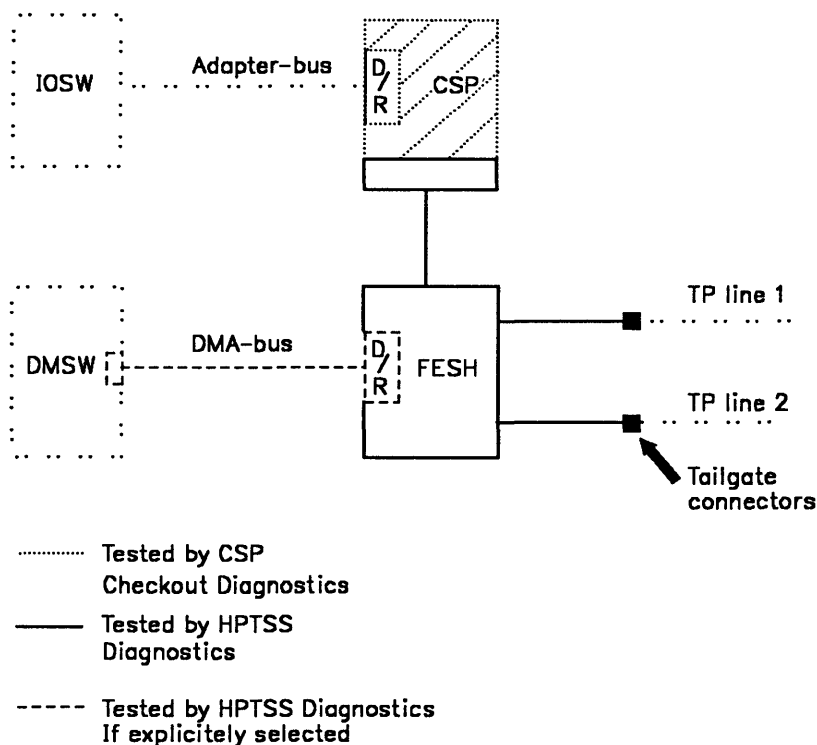 IOSW
Adapter-bus
D/R
CSP
DMSW
DMA-bus
D/R
FESH
TP line 1
TP line 2
Tailgate
connectors
Tested by CSP
Checkout Diagnostics
Tested by HPTSS
Diagnostics
Tested by HPTSS Diagnostics
If explicitely selected